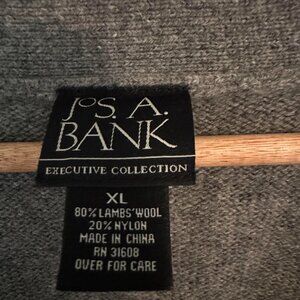 JOS. A.
BANK
EXECUTIVE COLLECTION
XL
80% LAMBS' WOOL
20% NYLON
MADE IN CHINA
RN 31608
OVER FOR CARE